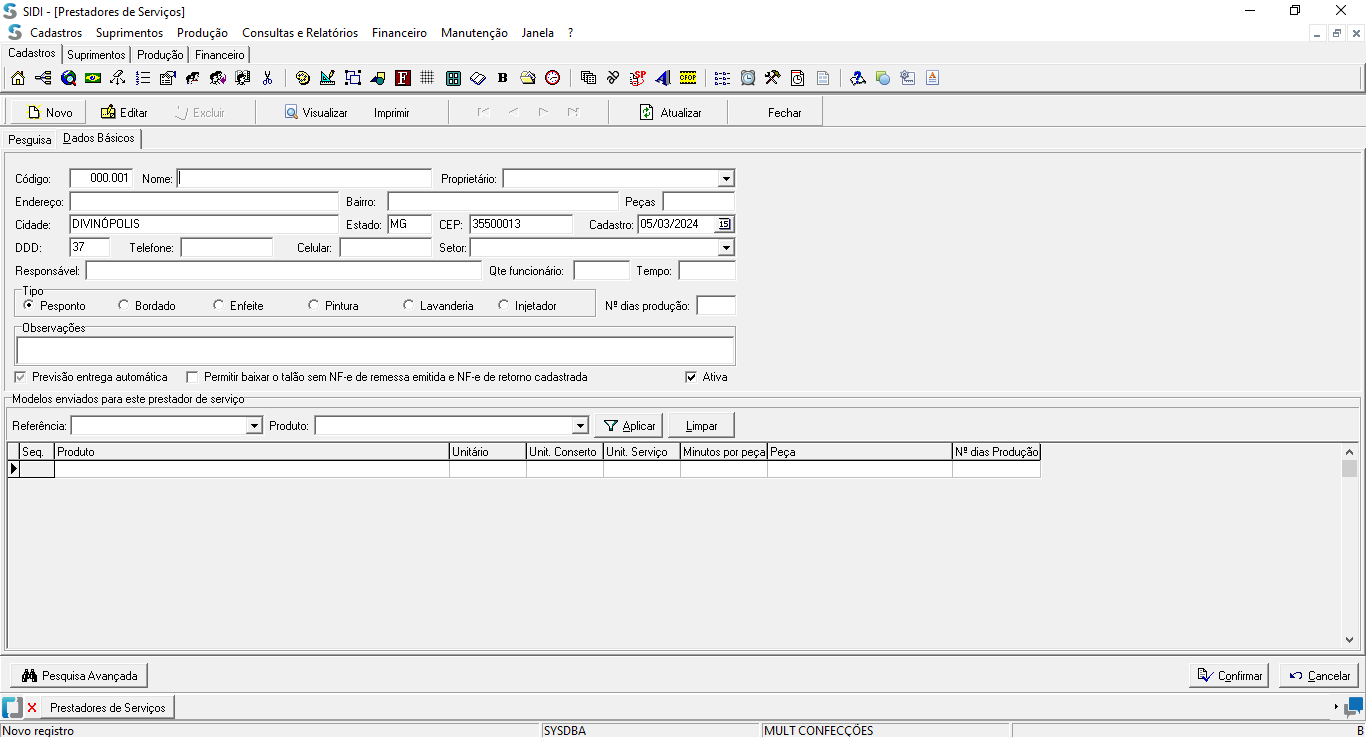 SIDI - [Prestadores de Serviços]
Cadastros Suprimentos Produção Consultas e Relatórios Financeiro Manutenção Janela ?
Cadastros Suprimentos Produção Financeiro
F B SP CFOP A
Novo Editar Excluir Visualizar Imprimir Atualizar Fechar
Pesquisa Dados Básicos
Código: 000.001 Nome: Proprietário:
Endereço: Bairro: Peças
Cidade: DIVINÓPOLIS Estado: MG CEP: 35500013 Cadastro: 05/03/2024 15
DDD: 37 Telefone: Celular: Setor:
Responsável: Qte funcionário: Tempo:
Tipo
Pesponto Bordado Enfeite Pintura Lavanderia Injetador Nº dias produção:
Observações
Previsão entrega automática Permitir baixar o talão sem NF-e de remessa emitida e NF-e de retorno cadastrada Ativa
Modelos enviados para este prestador de serviço
Referência: Produto: Aplicar Limpar
Seq. Produto Unitário Unit. Conserto Unit. Serviço Minutos por peça Peça Nº dias Produção
Pesquisa Avançada Confirmar Cancelar
Prestadores de Serviços
Novo registro SYSDBA MULT CONFECÇÕES B